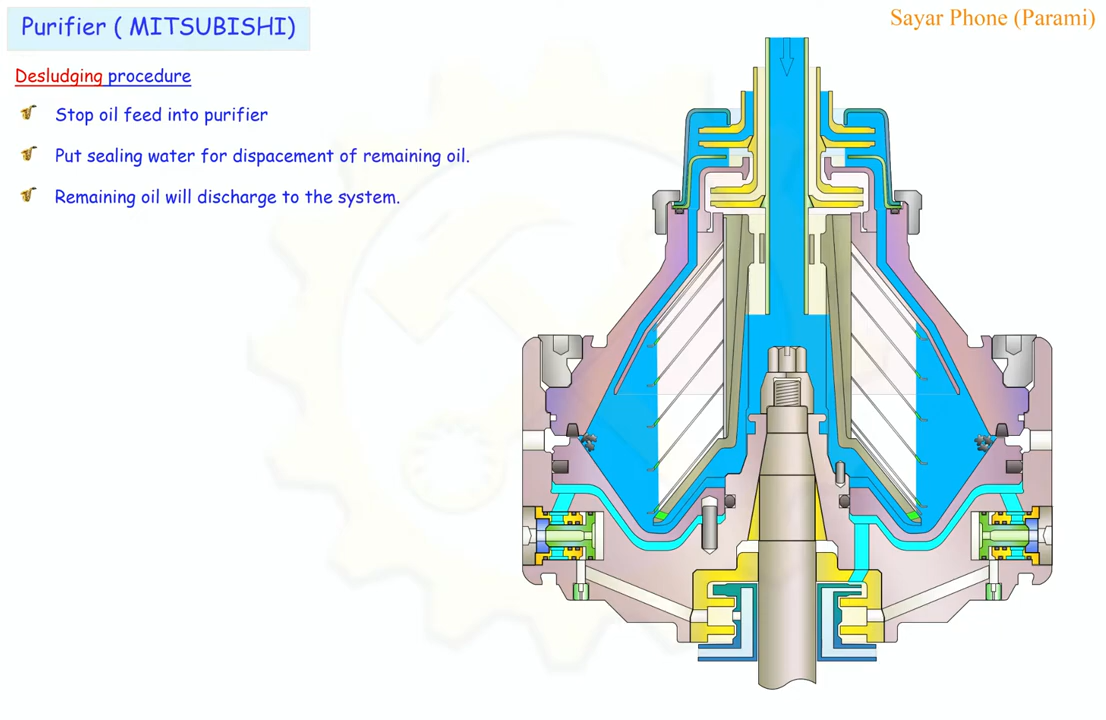 Purifier ( MITSUBISHI)
Sayar Phone (Parami)
Desludging procedure
Stop oil feed into purifier
Put sealing water for dispacement of remaining oil.
Remaining oil will discharge to the system.